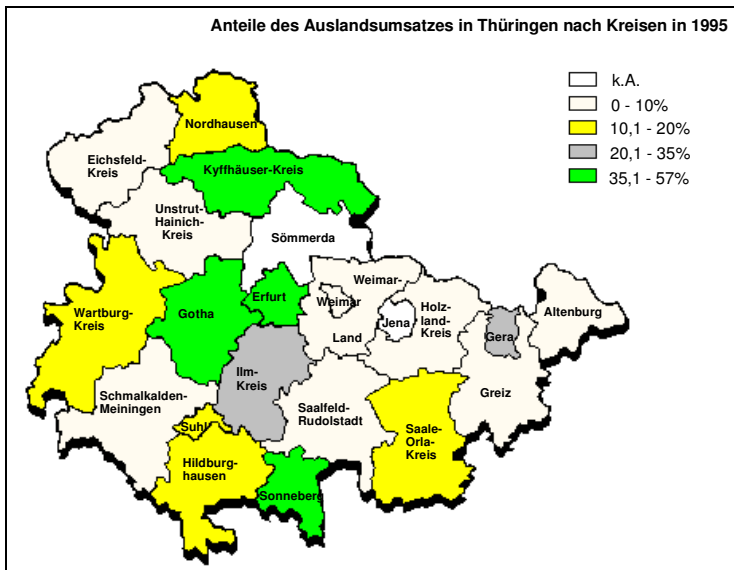 Anteile des Auslandsumsatzes in Thüringen nach Kreisen in 1995
k.A.
0 - 10%
10,1 - 20%
20,1 - 35%
35,1 - 57%
Nordhausen
Eichsfeld-
Kreis
Kyffhäuser-Kreis
Unstrut-
Hainich-
Kreis
Sömmerda
Weimar-
Land
Weimar
Erfurt
Gotha
Wartburg-
Kreis
Jena
Holz-
land-
Kreis
Gera
Altenburg
Greiz
Ilm-
Kreis
Schmalkalden-
Meiningen
Saalfeld-
Rudolstadt
Suhl
Saale-
Orla-
Kreis
Hildburg-
hausen
Sonneberg